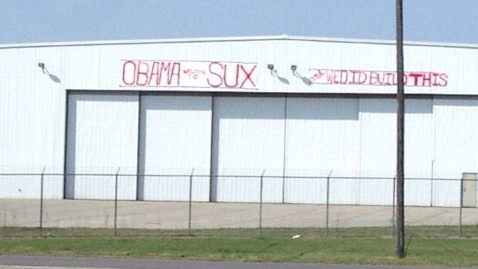 OBAMA SUX
WE DID BUILD THIS